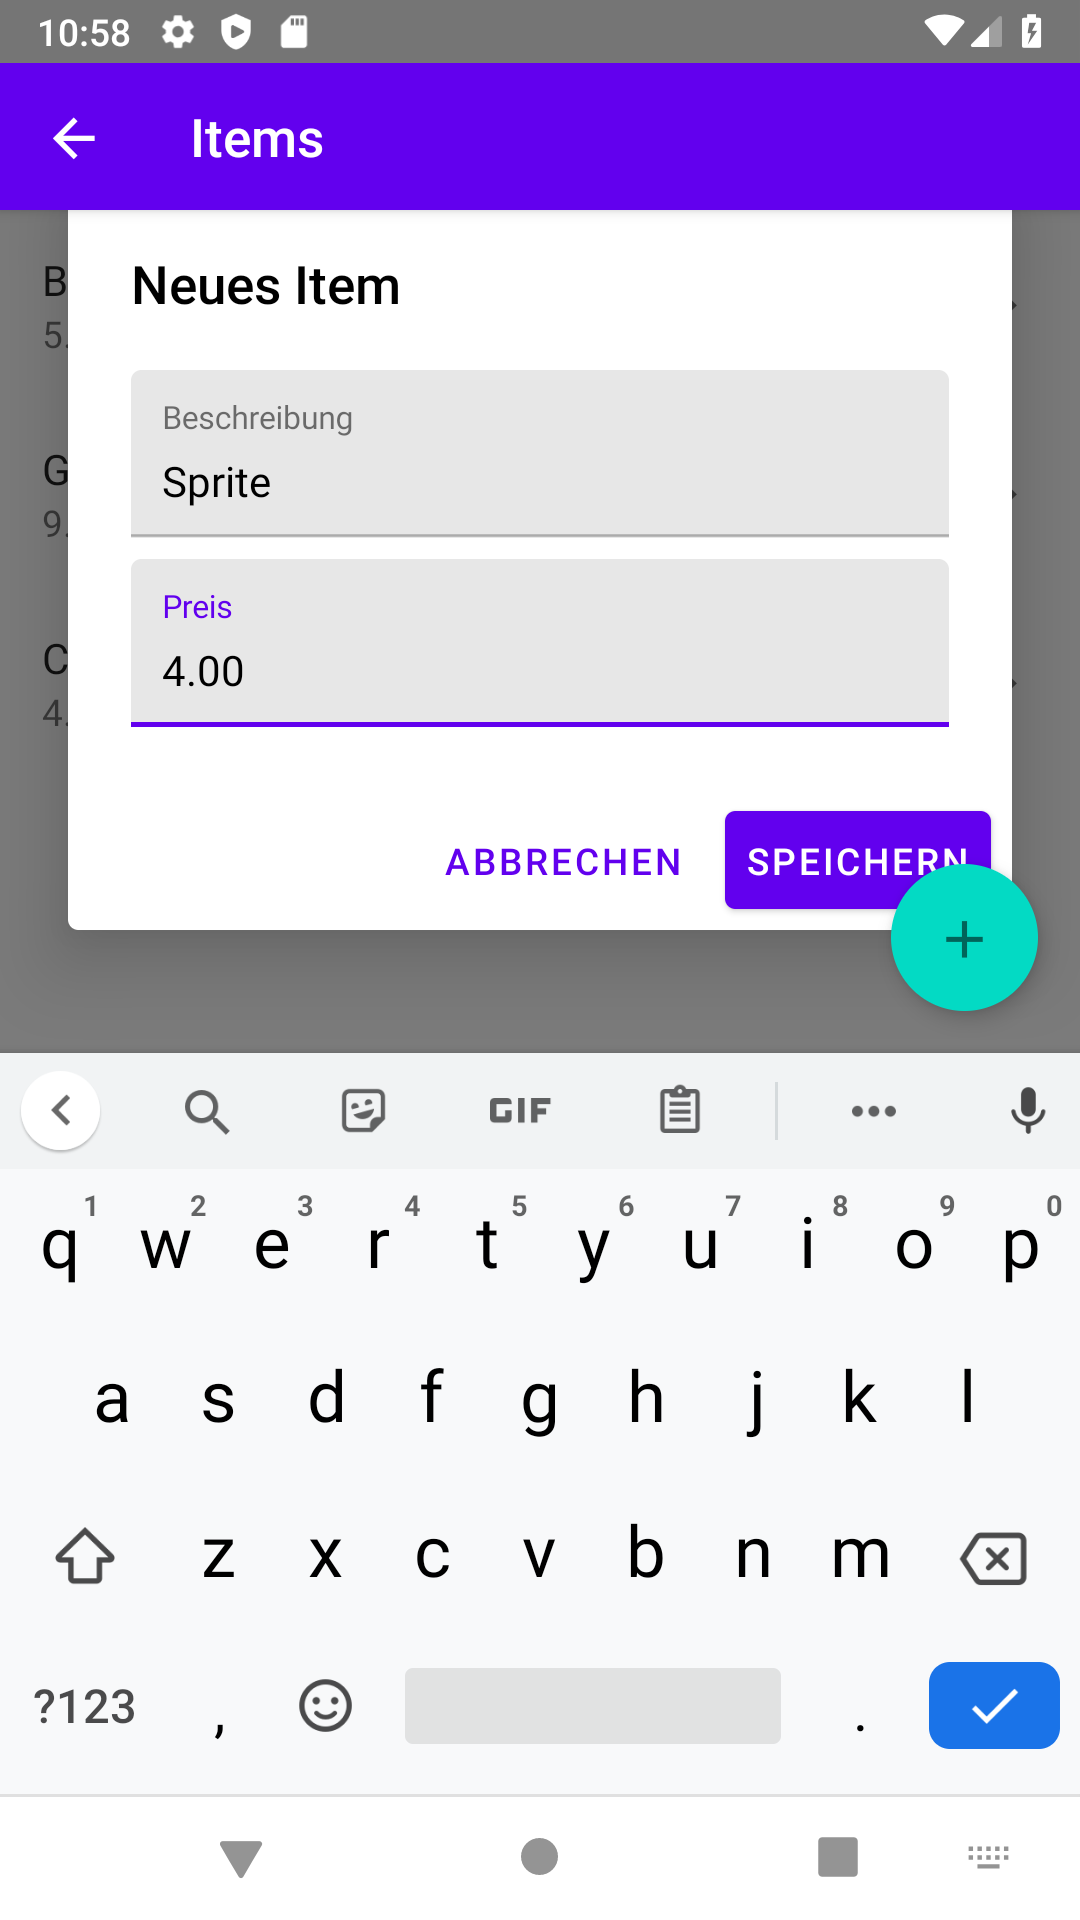 10:58
Items
B
5.
Neues Item
Beschreibung
Sprite
G
9.
Preis
4.00
C
4.
ABBRECHEN
SPEICHERN
GIF
1 2 3 4 5 6 7 8 9 0
q w e r t y u i o p
a s d f g h j k l
z x c v b n m
?123 , .